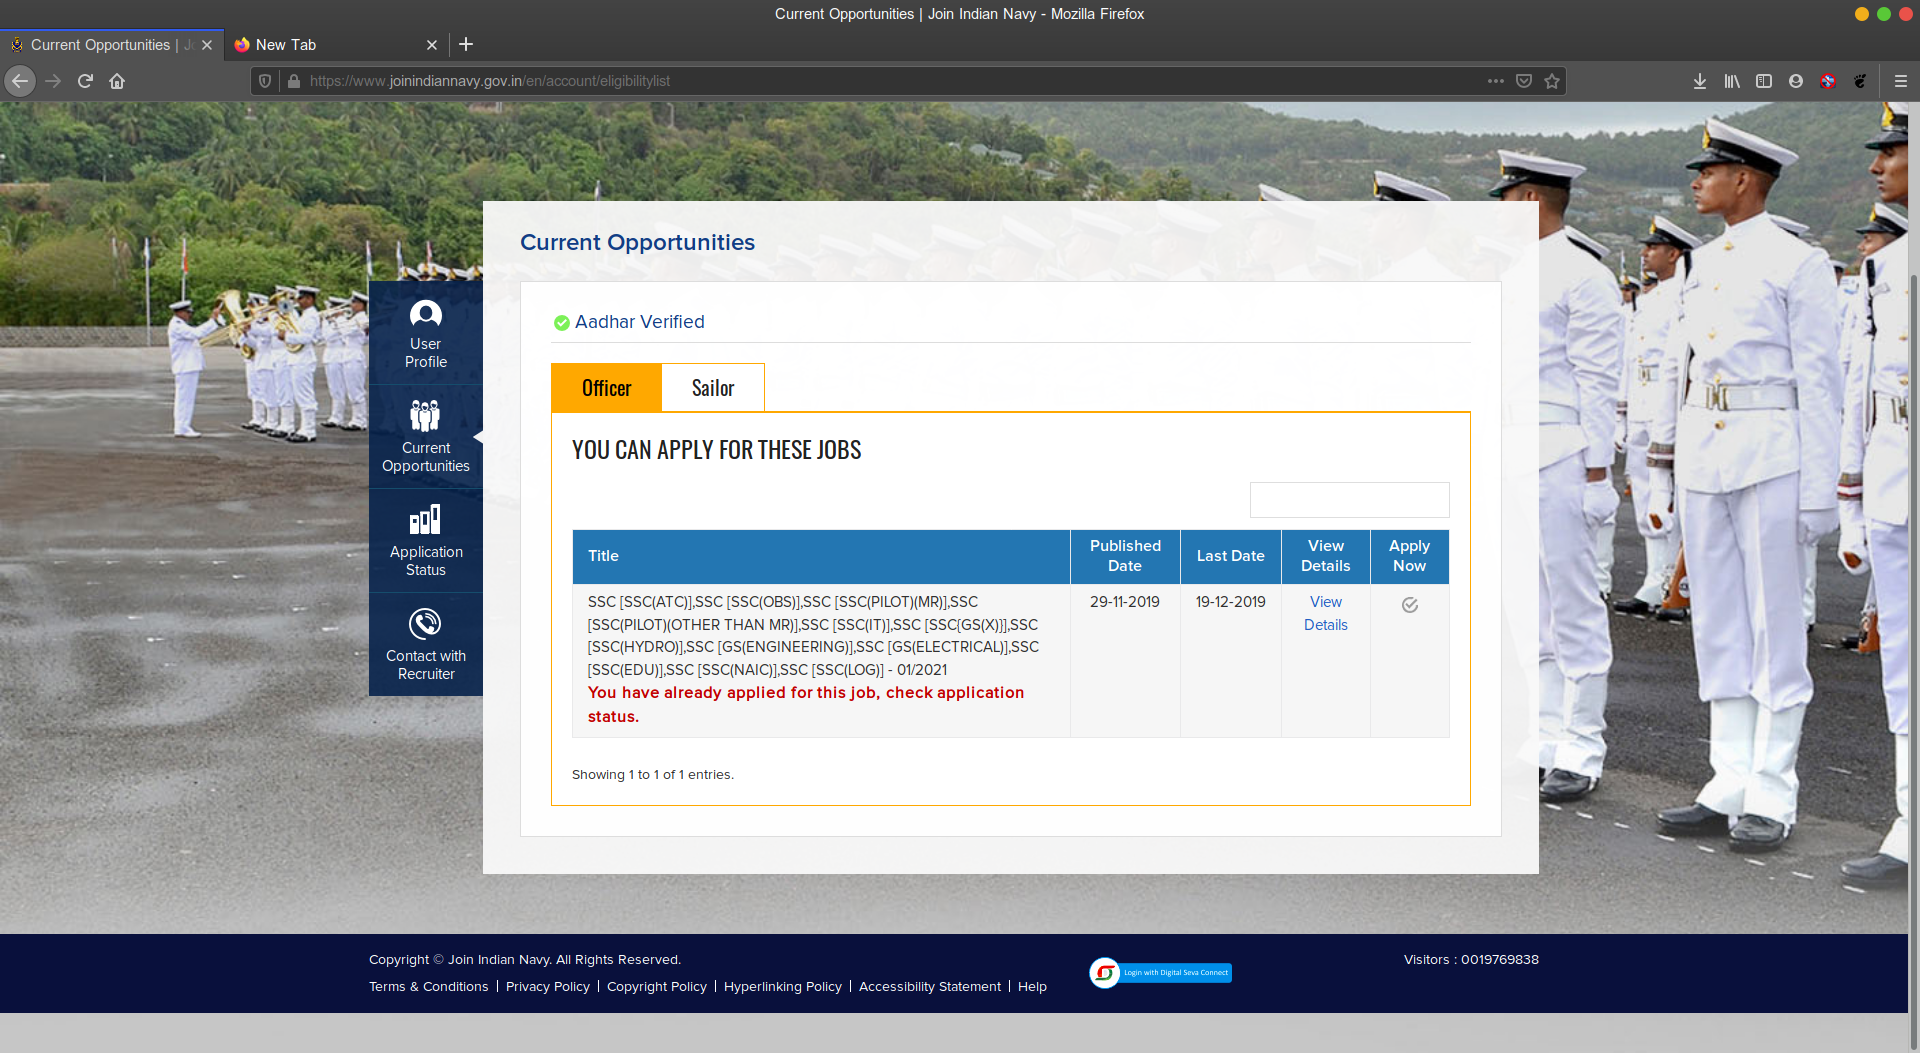 Current Opportunities | Join Indian Navy - Mozilla Firefox
Current Opportunities |
New Tab
https://www.joinindiannavy.gov.in/en/account/eligibilitylist
Current Opportunities
Aadhar Verified
User
Profile
Current
Opportunities
Application
Status
Contact with
Recruiter
Officer
Sailor
YOU CAN APPLY FOR THESE JOBS
Title
Published
Date
Last Date
View
Details
Apply
Now
SSC [SSC(ATC)],SSC [SSC(OBS)],SSC [SSC(PILOT)(MR)],SSC
[SSC(PILOT)(OTHER THAN MR)],SSC [SSC(IT)],SSC [SSC{GS(X)}],SSC
[SSC(HYDRO)],SSC [GS(ENGINEERING)],SSC [GS(ELECTRICAL)],SSC
[SSC(EDU)],SSC [SSC(NAIC)],SSC [SSC(LOG)] - 01/2021
You have already applied for this job, check application
status.
29-11-2019
19-12-2019
View
Details
Showing 1 to 1 of 1 entries.
Copyright © Join Indian Navy. All Rights Reserved.
Terms & Conditions | Privacy Policy | Copyright Policy | Hyperlinking Policy | Accessibility Statement | Help
Login with Digital Seva Connect
Visitors : 0019769838